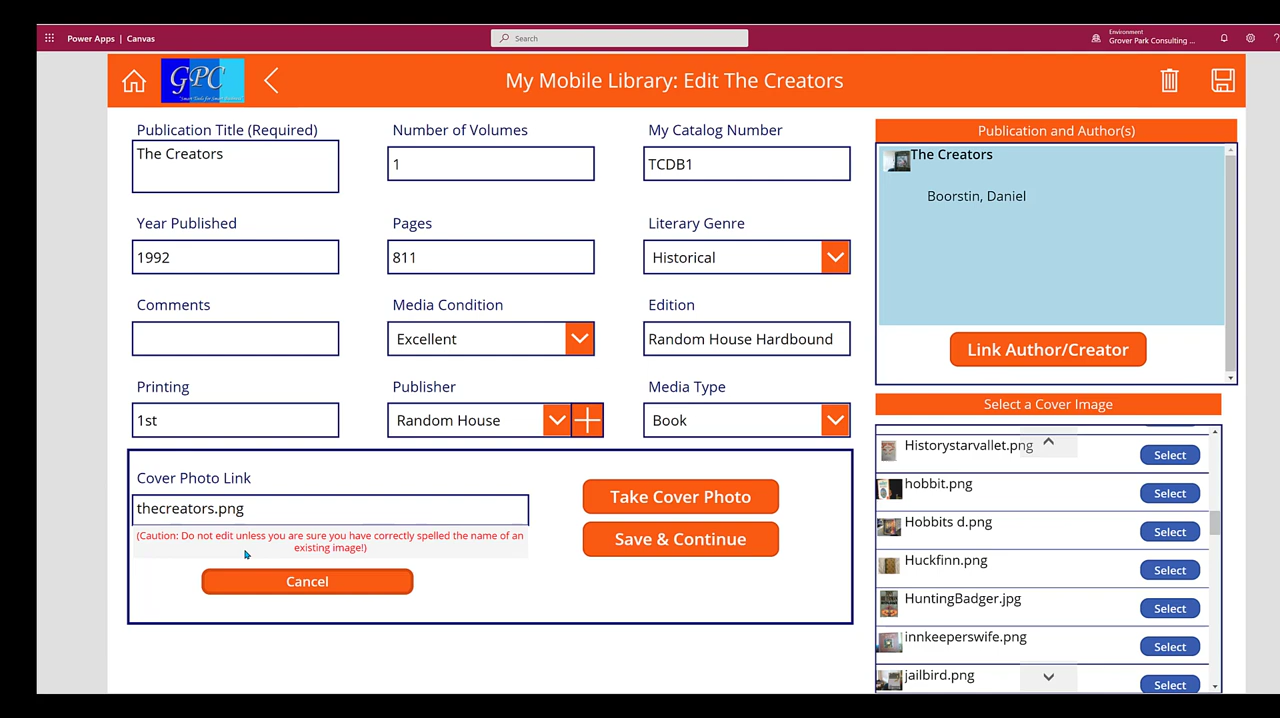 Power Apps | Canvas
Search
Environment
Grover Park Consulting ...
GPC
"Smart Tools for Smart Business"
My Mobile Library: Edit The Creators
Publication Title (Required)
The Creators
Number of Volumes
1
My Catalog Number
TCDB1
Year Published
1992
Pages
811
Literary Genre
Historical
Comments
Media Condition
Excellent
Edition
Random House Hardbound
Printing
1st
Publisher
Random House
Media Type
Book
Cover Photo Link
thecreators.png
(Caution: Do not edit unless you are sure you have correctly spelled the name of an
existing image!)
Cancel
Take Cover Photo
Save & Continue
Publication and Author(s)
The Creators
Boorstin, Daniel
Link Author/Creator
Select a Cover Image
Historystarvallet.png
Select
hobbit.png
Select
Hobbits d.png
Select
Huckfinn.png
Select
HuntingBadger.jpg
Select
innkeeperswife.png
Select
jailbird.png
Select